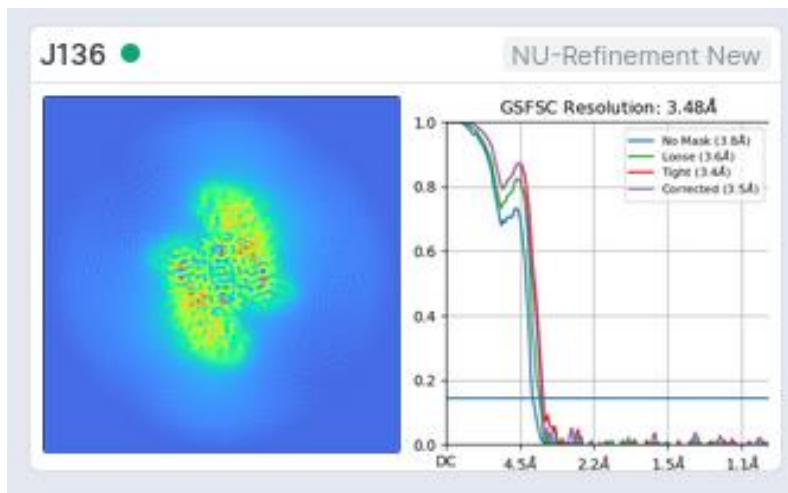 J136
NU-Refinement New
GSFSC Resolution: 3.48Å
1.0
No Mask (3.8Å)
Loose (3.6Å)
Tight (3.4Å)
Corrected (3.5Å)
0.8
0.6
0.4
0.2
0.0
DC 4.5Å 2.2Å 1.5Å 1.1Å